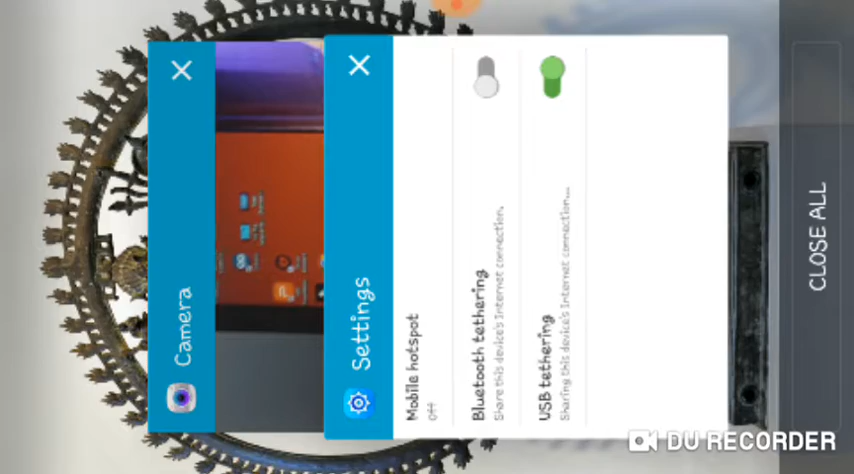 Camera
Settings
Mobile hotspot
Off
Bluetooth tethering
Share this device's Internet connection.
USB tethering
Sharing this device's Internet connection...
CLOSE ALL
DU RECORDER